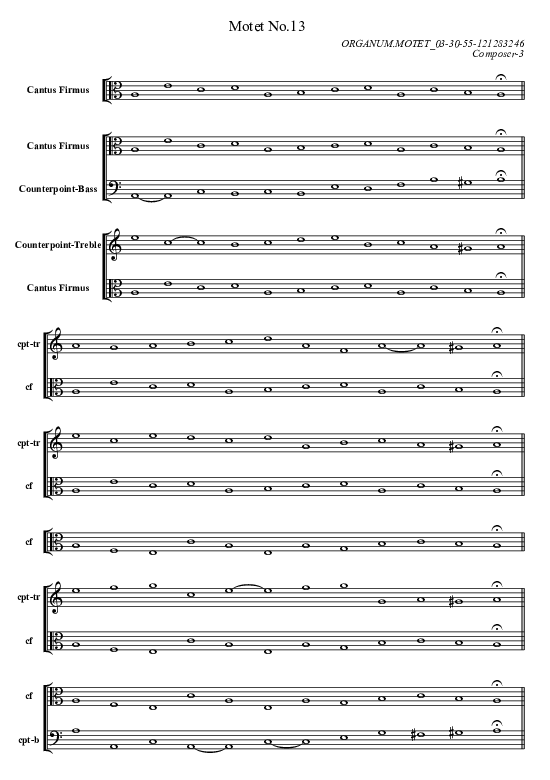 Motet No.13
ORGANUM.MOTET_03-30-55-121283246
Composer-3
Cantus Firmus
Cantus Firmus
Counterpoint-Bass
Counterpoint-Treble
Cantus Firmus
cpt-tr
cf
cpt-tr
cf
cf
cpt-tr
cf
cf
cpt-b